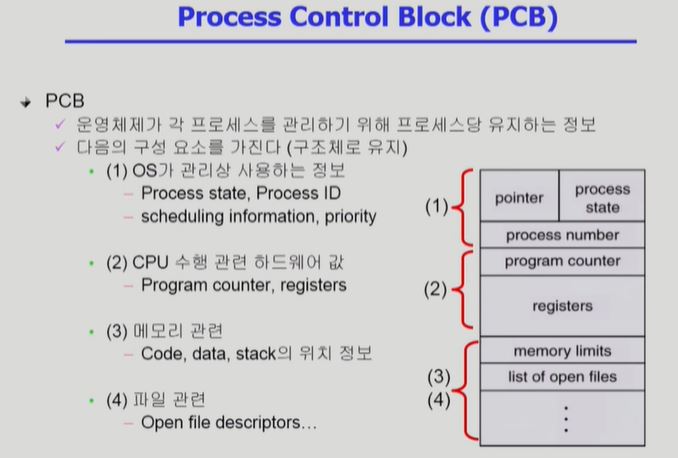 Process Control Block (PCB)
PCB
운영체제가 각 프로세스를 관리하기 위해 프로세스당 유지하는 정보
다음의 구성 요소를 가진다 (구조체로 유지)
(1) OS가 관리상 사용하는 정보
– Process state, Process ID
– scheduling information, priority
(2) CPU 수행 관련 하드웨어 값
– Program counter, registers
(3) 메모리 관련
– Code, data, stack의 위치 정보
(4) 파일 관련
– Open file descriptors…
(1)
pointer
process
state
process number
(2)
program counter
registers
(3)
(4)
memory limits
list of open files